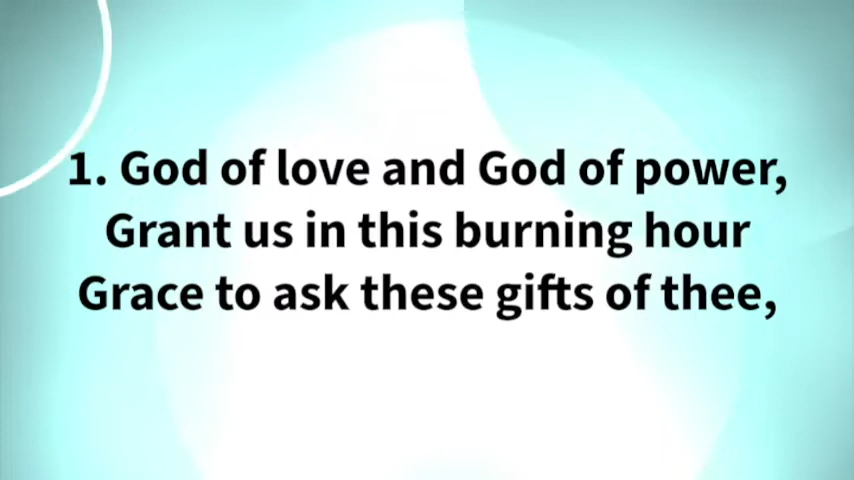 1. God of love and God of power,
Grant us in this burning hour
Grace to ask these gifts of thee,